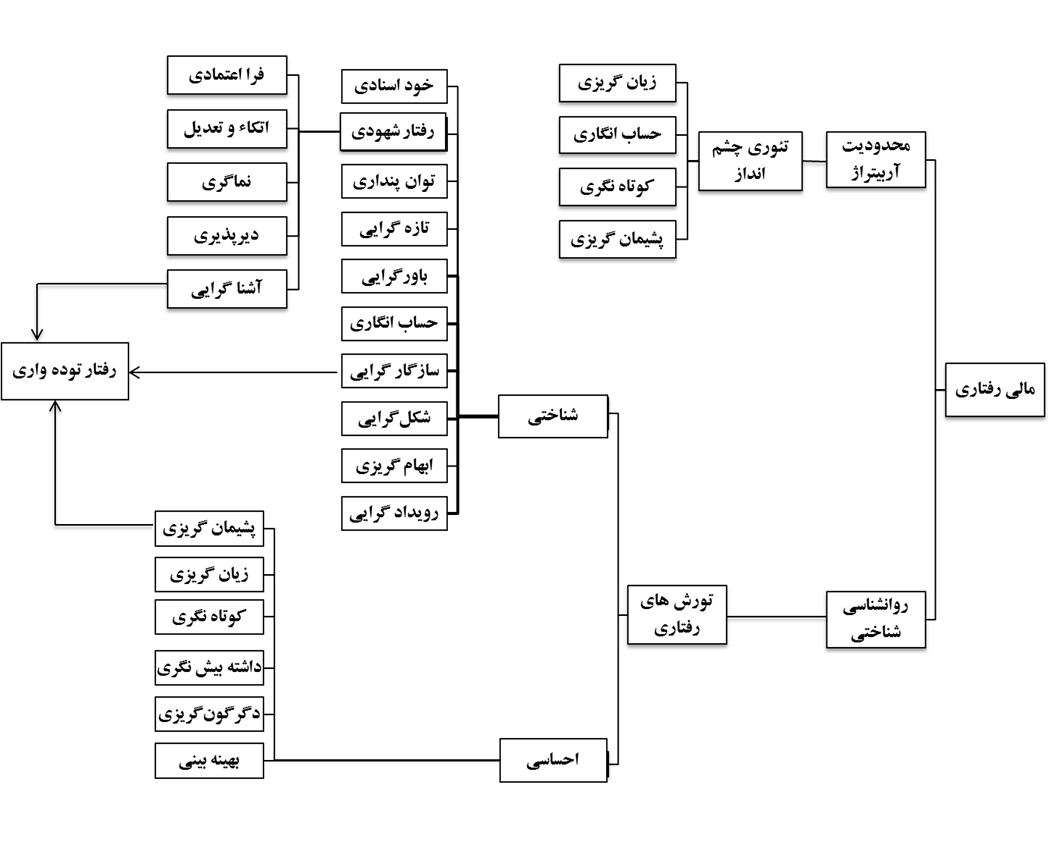 مالی رفتاری
محدودیت
آربیتراژ
تئوری چشم
انداز
زیان گریزی
حساب انگاری
کوتاه نگری
پشیمان گریزی
روانشناسی
شناختی
تورش های
رفتاری
شناختی
خود اسنادی
رفتار شهودی
توان پنداری
تازه گرایی
باورگرایی
حساب انگاری
سازگار گرایی
شکل‌گرایی
ابهام گریزی
رویداد گرایی
فرا اعتمادی
اتکاء و تعدیل
نماگری
دیرپذیری
آشنا گرایی
رفتار توده واری
احساسی
پشیمان گریزی
زیان گریزی
کوتاه نگری
داشته بیش نگری
دگرگون‌گریزی
بهینه بینی